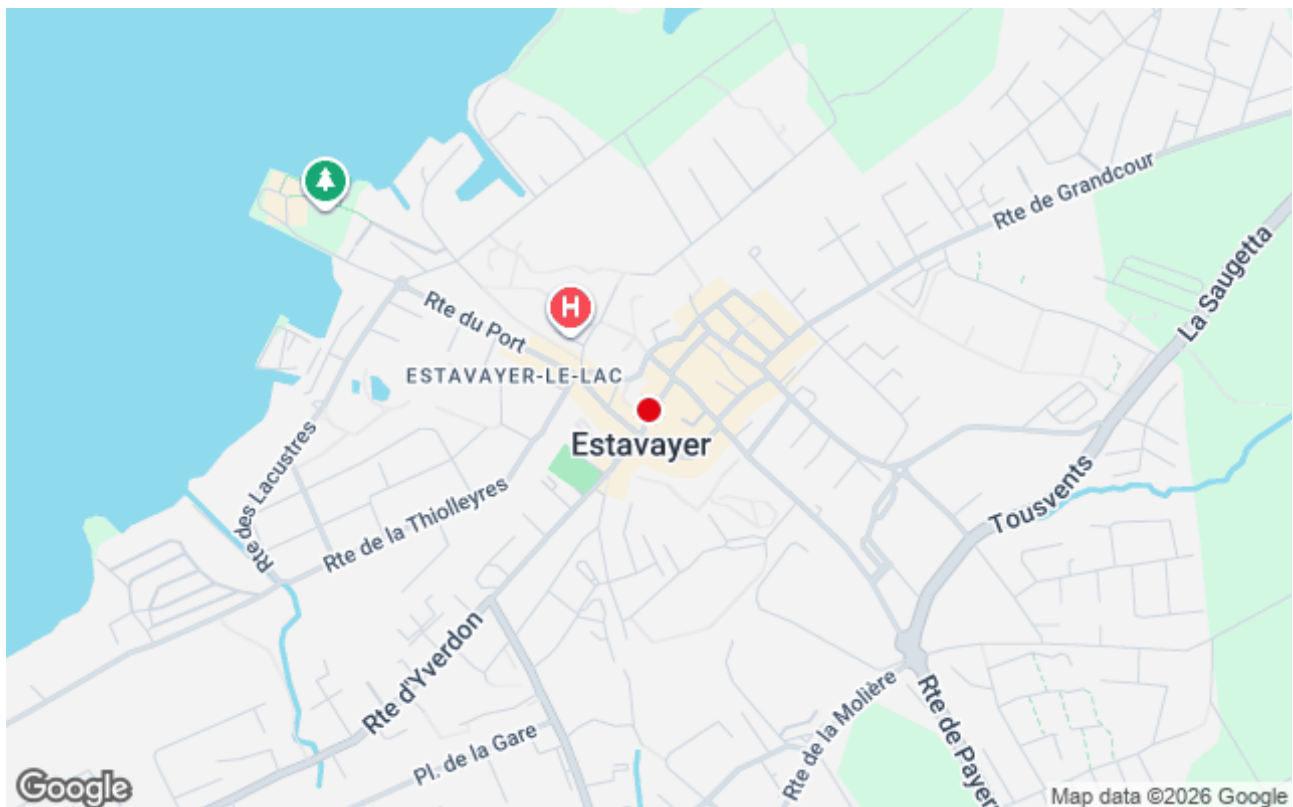 Rte de Grandcour
La Saugetta
Rte du Port
H
ESTAVAYER-LE-LAC
Estavayer
Rte des Lacustres
Rte de la Thiolleyres
Tousvents
Rte d'Yverdon
Pl. de la Gare
Rte de la Molière
Rte de Payern
Google
Map data ©2026 Google